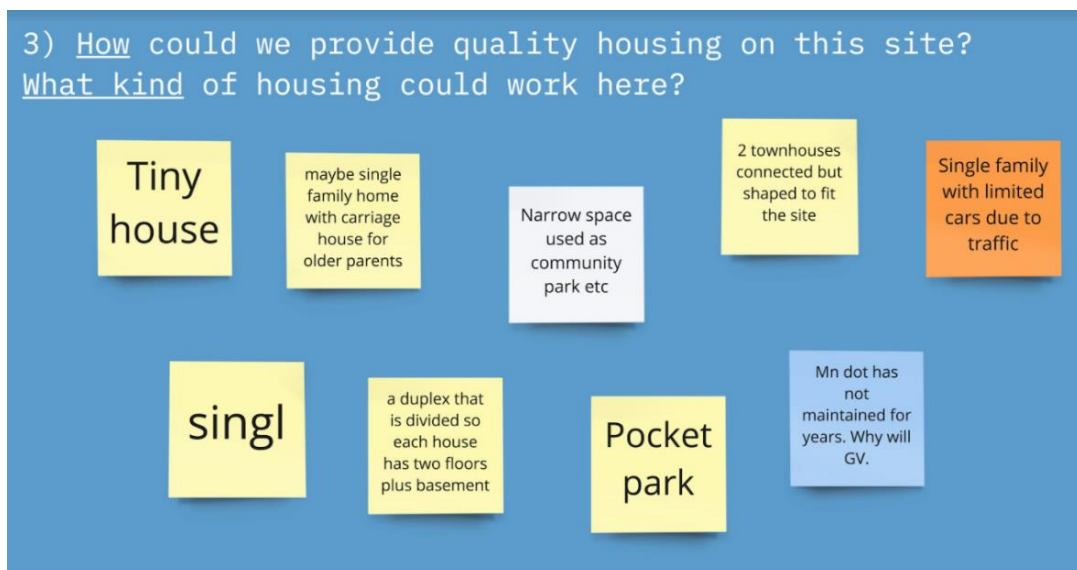 3) How could we provide quality housing on this site?
What kind of housing could work here?
Tiny
house
maybe single
family home
with carriage
house for
older parents
Narrow space
used as
community
park etc
2 townhouses
connected but
shaped to fit
the site
Single family
with limited
cars due to
traffic
singl
a duplex that
is divided so
each house
has two floors
plus basement
Pocket
park
Mn dot has
not
maintained for
years. Why will
GV.